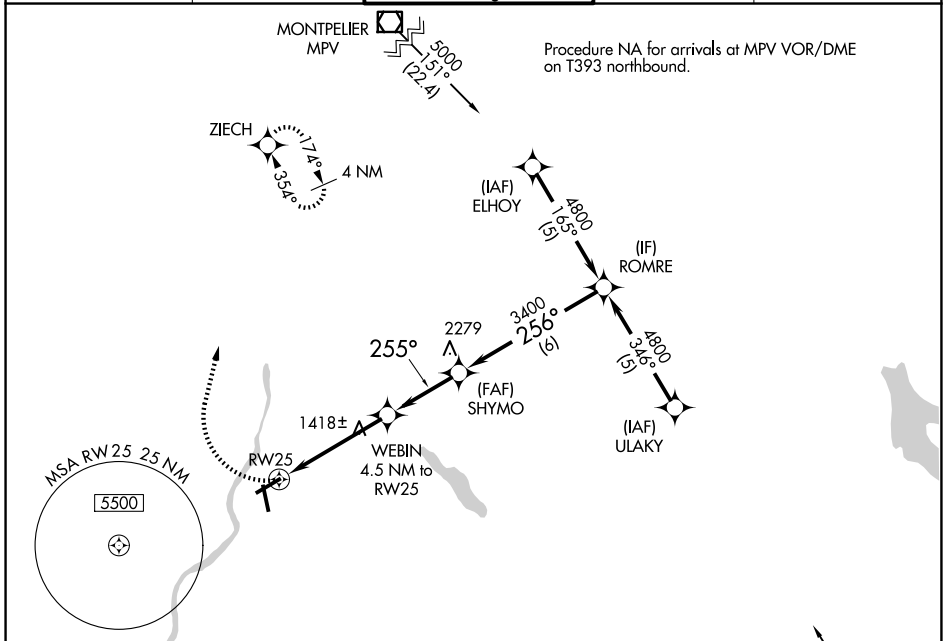 MONTPELIER
MPV
5000
151°
(22.4)
Procedure NA for arrivals at MPV VOR/DME
on T393 northbound.
ZIECH
174°
354°
4 NM
(IAF)
ELHOY
4800
165°
(5)
(IF)
ROMRE
3400
256°
(6)
2279
255°
(FAF)
SHYMO
4800
346°
(5)
(IAF)
ULAKY
1418±
WEBIN
4.5 NM to
RW25
RW25
MSA RW25 25 NM
5500